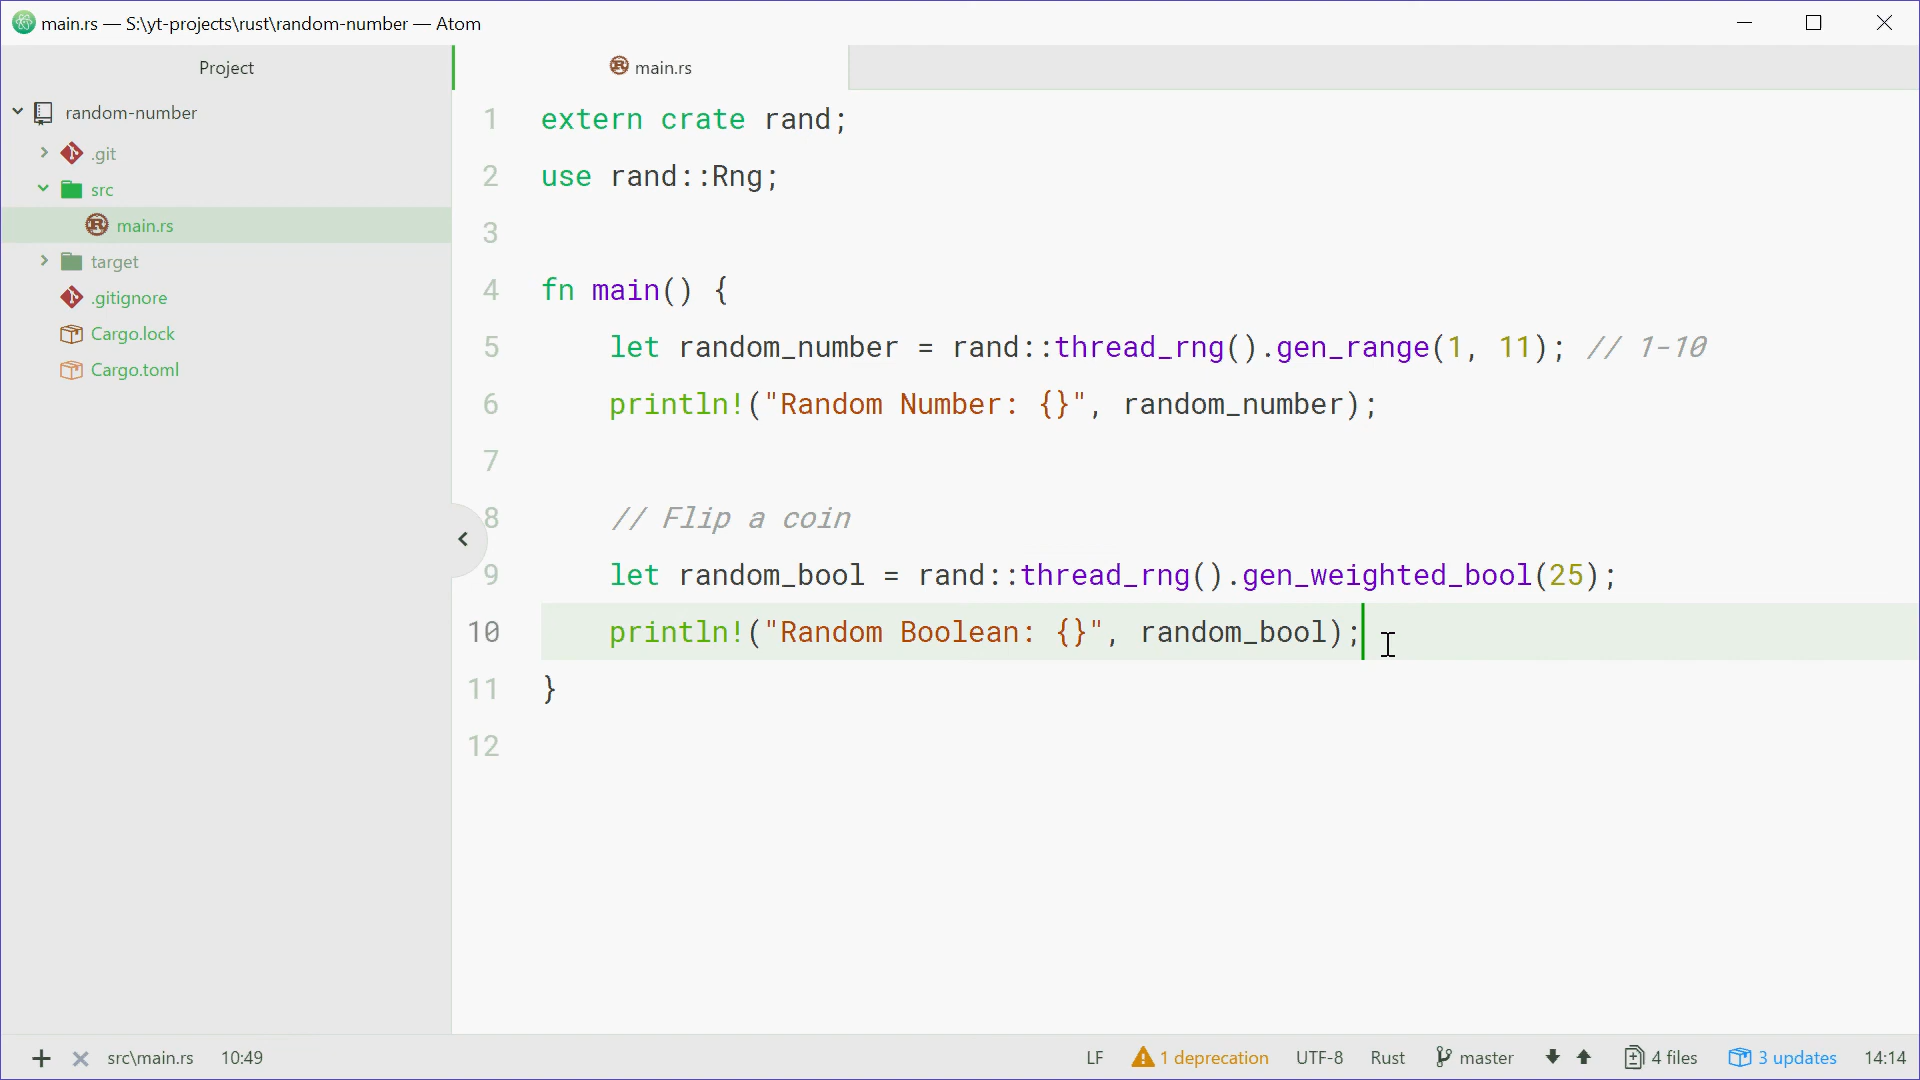 main.rs — S:\yt-projects\rust\random-number — Atom
Project
random-number
.git
src
main.rs
target
.gitignore
Cargo.lock
Cargo.toml
main.rs
1 extern crate rand;
2 use rand::Rng;
3
4 fn main() {
5 let random_number = rand::thread_rng().gen_range(1, 11); // 1-10
6 println!("Random Number: {}", random_number);
7
8 // Flip a coin
9 let random_bool = rand::thread_rng().gen_weighted_bool(25);
10 println!("Random Boolean: {}", random_bool);
11 }
12
src\main.rs 10:49 LF 1 deprecation UTF-8 Rust master 4 files 3 updates 14:14